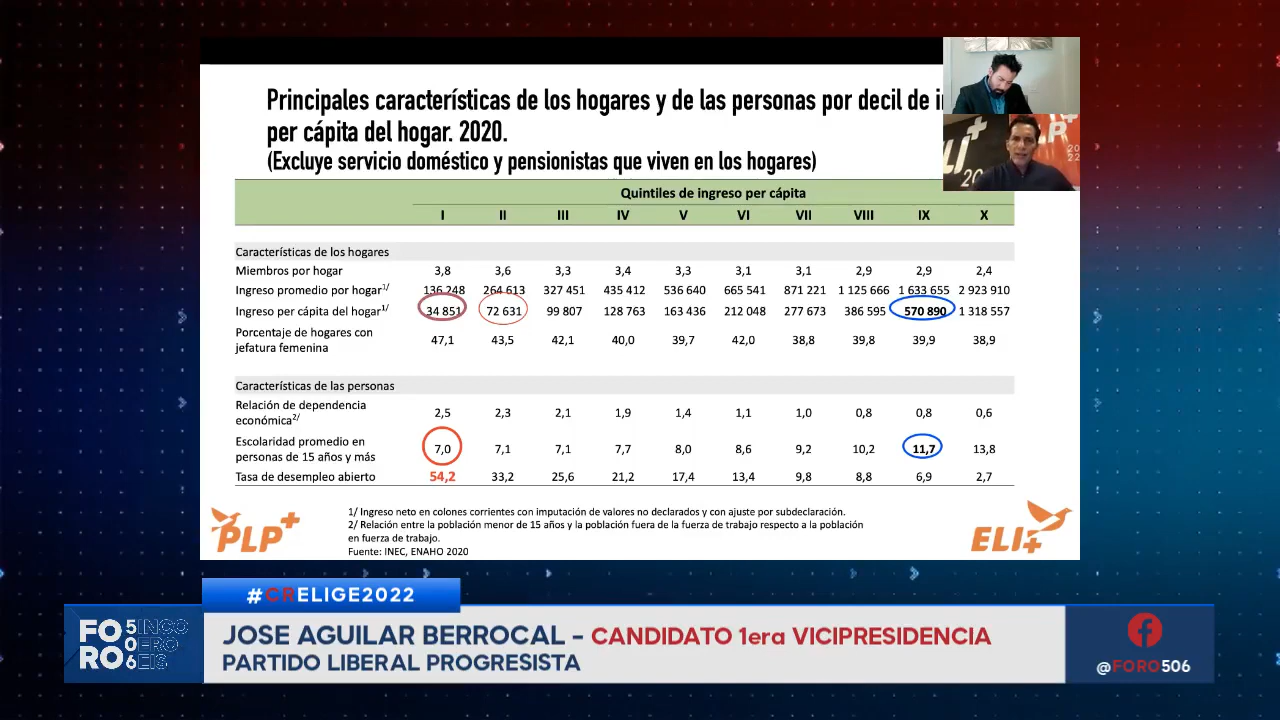 Principales características de los hogares y de las personas por decil de in
per cápita del hogar. 2020.
(Excluye servicio doméstico y pensionistas que viven en los hogares)
Quintiles de ingreso per cápita
I II III IV V VI VII VIII IX X
Características de los hogares
Miembros por hogar 3,8 3,6 3,3 3,4 3,3 3,1 3,1 2,9 2,9 2,4
Ingreso promedio por hogar1/ 136 248 264 613 327 451 435 412 536 640 665 541 871 221 1 125 666 1 633 655 2 923 910
Ingreso per cápita del hogar1/ 34 851 72 631 99 807 128 763 163 436 212 048 277 673 386 595 570 890 1 318 557
Porcentaje de hogares con
jefatura femenina 47,1 43,5 42,1 40,0 39,7 42,0 38,8 39,8 39,9 38,9
Características de las personas
Relación de dependencia
económica2/ 2,5 2,3 2,1 1,9 1,4 1,1 1,0 0,8 0,8 0,6
Escolaridad promedio en
personas de 15 años y más 7,0 7,1 7,1 7,7 8,0 8,6 9,2 10,2 11,7 13,8
Tasa de desempleo abierto 54,2 33,2 25,6 21,2 17,4 13,4 9,8 8,8 6,9 2,7
1/ Ingreso neto en colones corrientes con imputación de valores no declarados y con ajuste por subdeclaración.
2/ Relación entre la población menor de 15 años y la población fuera de la fuerza de trabajo respecto a la población
en fuerza de trabajo.
Fuente: INEC, ENAHO 2020
PLP+
ELI+
#CRELIGE2022
FO 5 INCO
RO 0 ERO
6 EIS
JOSE AGUILAR BERROCAL – CANDIDATO 1era VICIPRESIDENCIA
PARTIDO LIBERAL PROGRESISTA
@FORO506